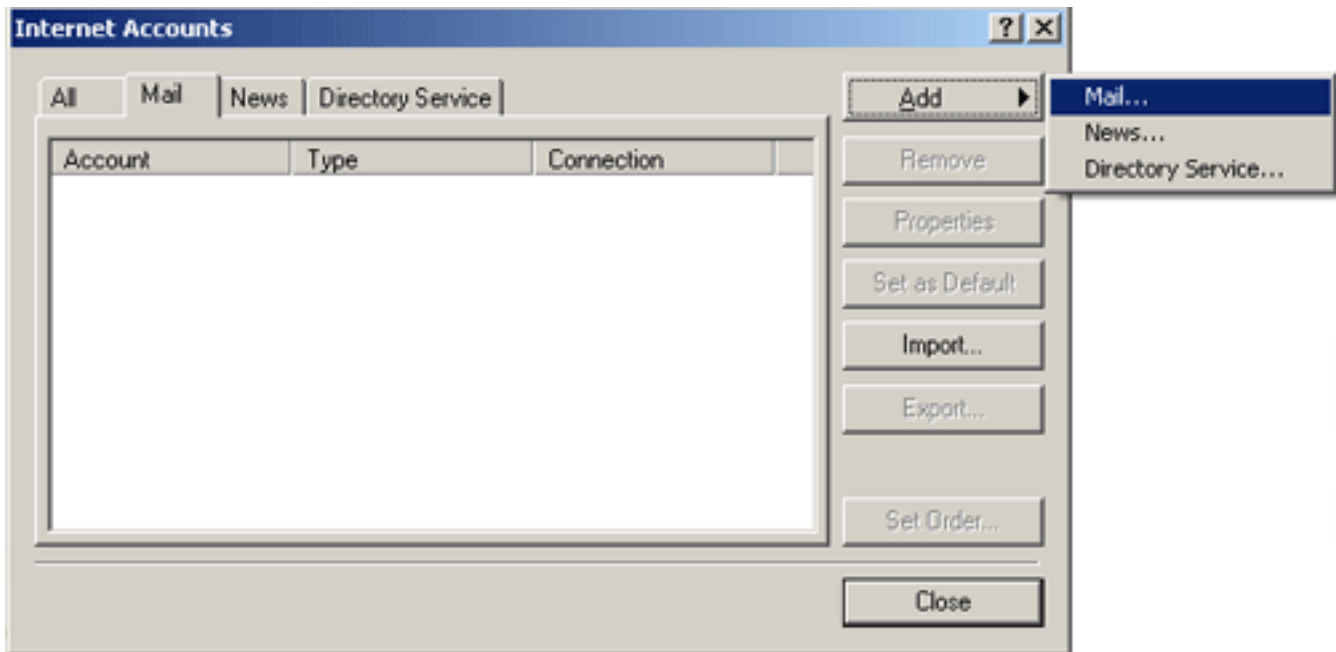 Internet Accounts
All Mail News Directory Service
Account Type Connection
Add
Remove
Properties
Set as Default
Import...
Export...
Set Order...
Close
Mail...
News...
Directory Service...